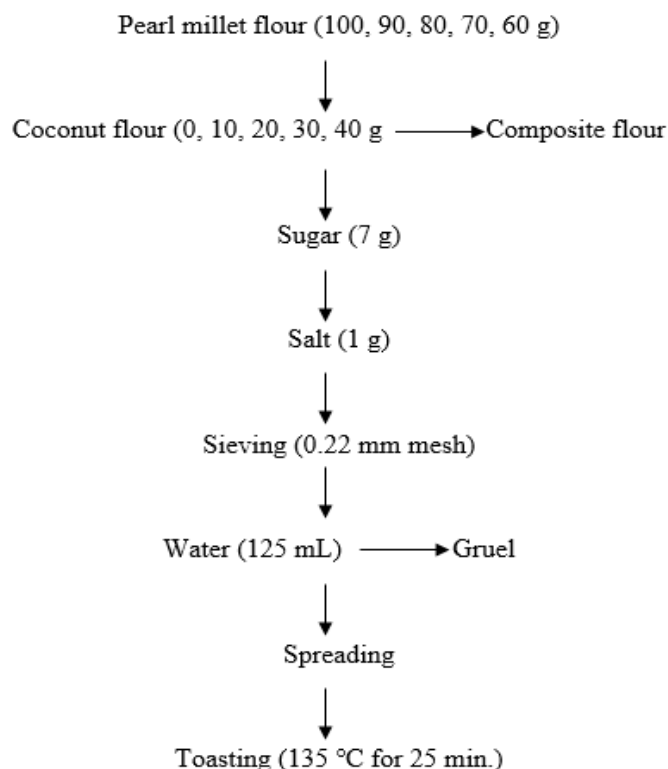 Pearl millet flour (100, 90, 80, 70, 60 g)
Coconut flour (0, 10, 20, 30, 40 g
Composite flour
Sugar (7 g)
Salt (1 g)
Sieving (0.22 mm mesh)
Water (125 mL)
Gruel
Spreading
Toasting (135 °C for 25 min.)